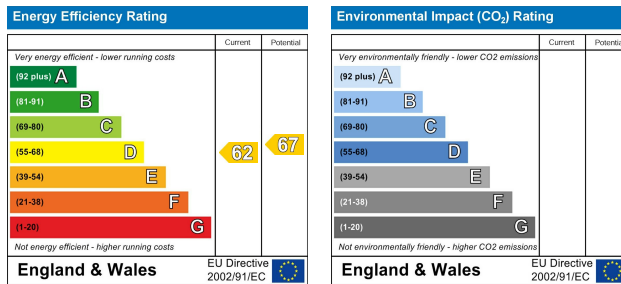 Energy Efficiency Rating
Current Potential
Very energy efficient - lower running costs
(92 plus) A
(81-91) B
(69-80) C
(55-68) D
(39-54) E
(21-38) F
(1-20) G
62
67
Not energy efficient - higher running costs
England & Wales
EU Directive
2002/91/EC
Environmental Impact (CO₂) Rating
Current Potential
Very environmentally friendly - lower CO2 emissions
(92 plus) A
(81-91) B
(69-80) C
(55-68) D
(39-54) E
(21-38) F
(1-20) G
Not environmentally friendly - higher CO2 emissions
England & Wales
EU Directive
2002/91/EC